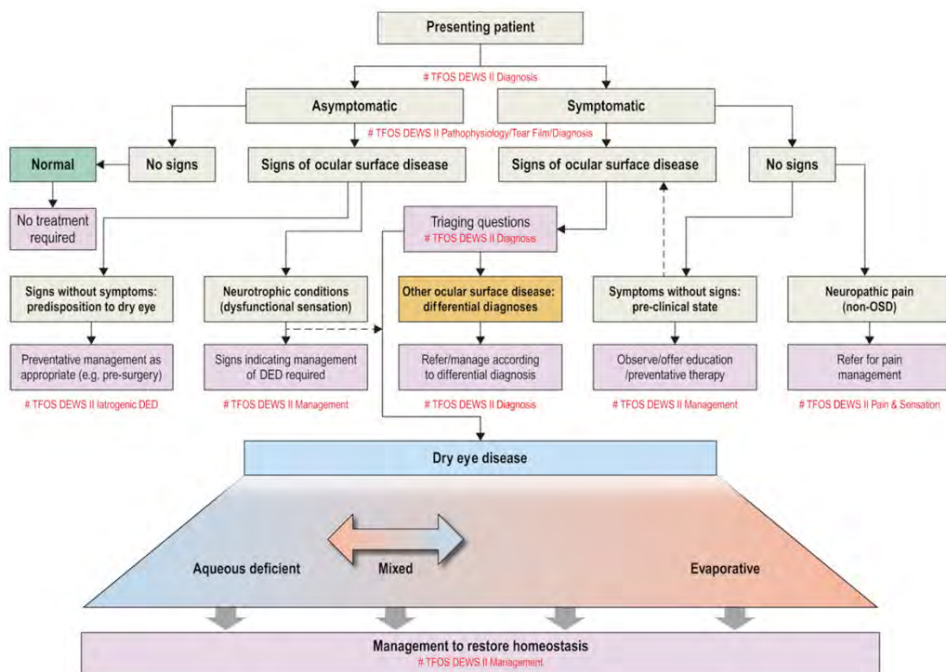 Presenting patient
# TFOS DEWS II Diagnosis
Asymptomatic
Symptomatic
# TFOS DEWS II Pathophysiology/Tear Film/Diagnosis
Normal
No signs
Signs of ocular surface disease
Signs of ocular surface disease
No signs
No treatment
required
Triaging questions
# TFOS DEWS II Diagnosis
Signs without symptoms:
predisposition to dry eye
Neurotrophic conditions
(dysfunctional sensation)
Other ocular surface disease:
differential diagnoses
Symptoms without signs:
pre-clinical state
Neuropathic pain
(non-OSD)
Preventative management as
appropriate (e.g. pre-surgery)
Signs indicating management
of DED required
Refer/manage according
to differential diagnosis
Observe/offer education
/preventative therapy
Refer for pain
management
# TFOS DEWS II Iatrogenic DED
# TFOS DEWS II Management
# TFOS DEWS II Diagnosis
# TFOS DEWS II Management
# TFOS DEWS II Pain & Sensation
Dry eye disease
Aqueous deficient
Mixed
Evaporative
Management to restore homeostasis
# TFOS DEWS II Management